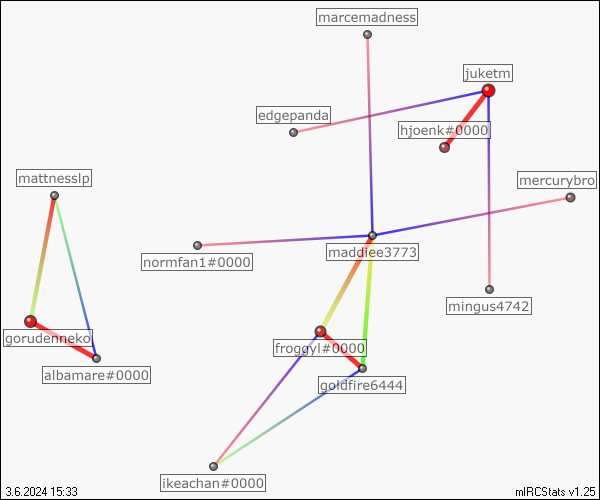 marcemadness
juketm
edgepanda
hjoenk#0000
mattnesslp
mercurybro
normfan1#0000
maddiee3773
mingus4742
gorudenneko
froggyl#0000
albamare#0000
goldfire6444
ikeachan#0000
3.6.2024 15:33
mIRCStats v1.25